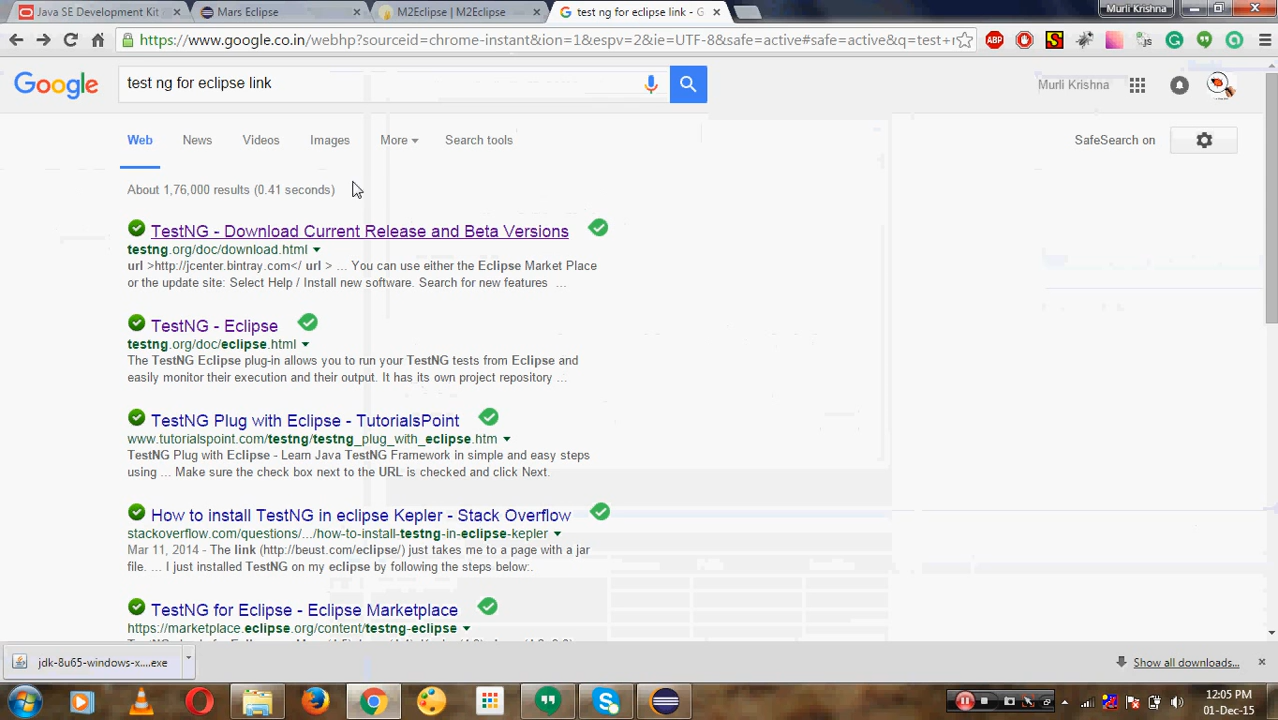 Java SE Development Kit
Mars Eclipse
M2Eclipse | M2Eclipse
test ng for eclipse link - G
Murli Krishna
https://www.google.co.in/webhp?sourceid=chrome-instant&ion=1&espv=2&ie=UTF-8&safe=active#safe=active&q=test+
ABP
S
Google
test ng for eclipse link
Murli Krishna
Web
News
Videos
Images
More
Search tools
SafeSearch on
About 1,76,000 results (0.41 seconds)
TestNG - Download Current Release and Beta Versions
testng.org/doc/download.html
url >http://jcenter.bintray.com</ url > ... You can use either the Eclipse Market Place
or the update site: Select Help / Install new software. Search for new features ...
TestNG - Eclipse
testng.org/doc/eclipse.html
The TestNG Eclipse plug-in allows you to run your TestNG tests from Eclipse and
easily monitor their execution and their output. It has its own project repository ...
TestNG Plug with Eclipse - TutorialsPoint
www.tutorialspoint.com/testng/testng_plug_with_eclipse.htm
TestNG Plug with Eclipse - Learn Java TestNG Framework in simple and easy steps
using ... Make sure the check box next to the URL is checked and click Next.
How to install TestNG in eclipse Kepler - Stack Overflow
stackoverflow.com/questions/.../how-to-install-testng-in-eclipse-kepler
Mar 11, 2014 - The link (http://beust.com/eclipse/) just takes me to a page with a jar
file. ... I just installed TestNG on my eclipse by following the steps below:.
TestNG for Eclipse - Eclipse Marketplace
https://marketplace.eclipse.org/content/testng-eclipse
jdk-8u65-windows-x....exe
Show all downloads...
12:05 PM
01-Dec-15